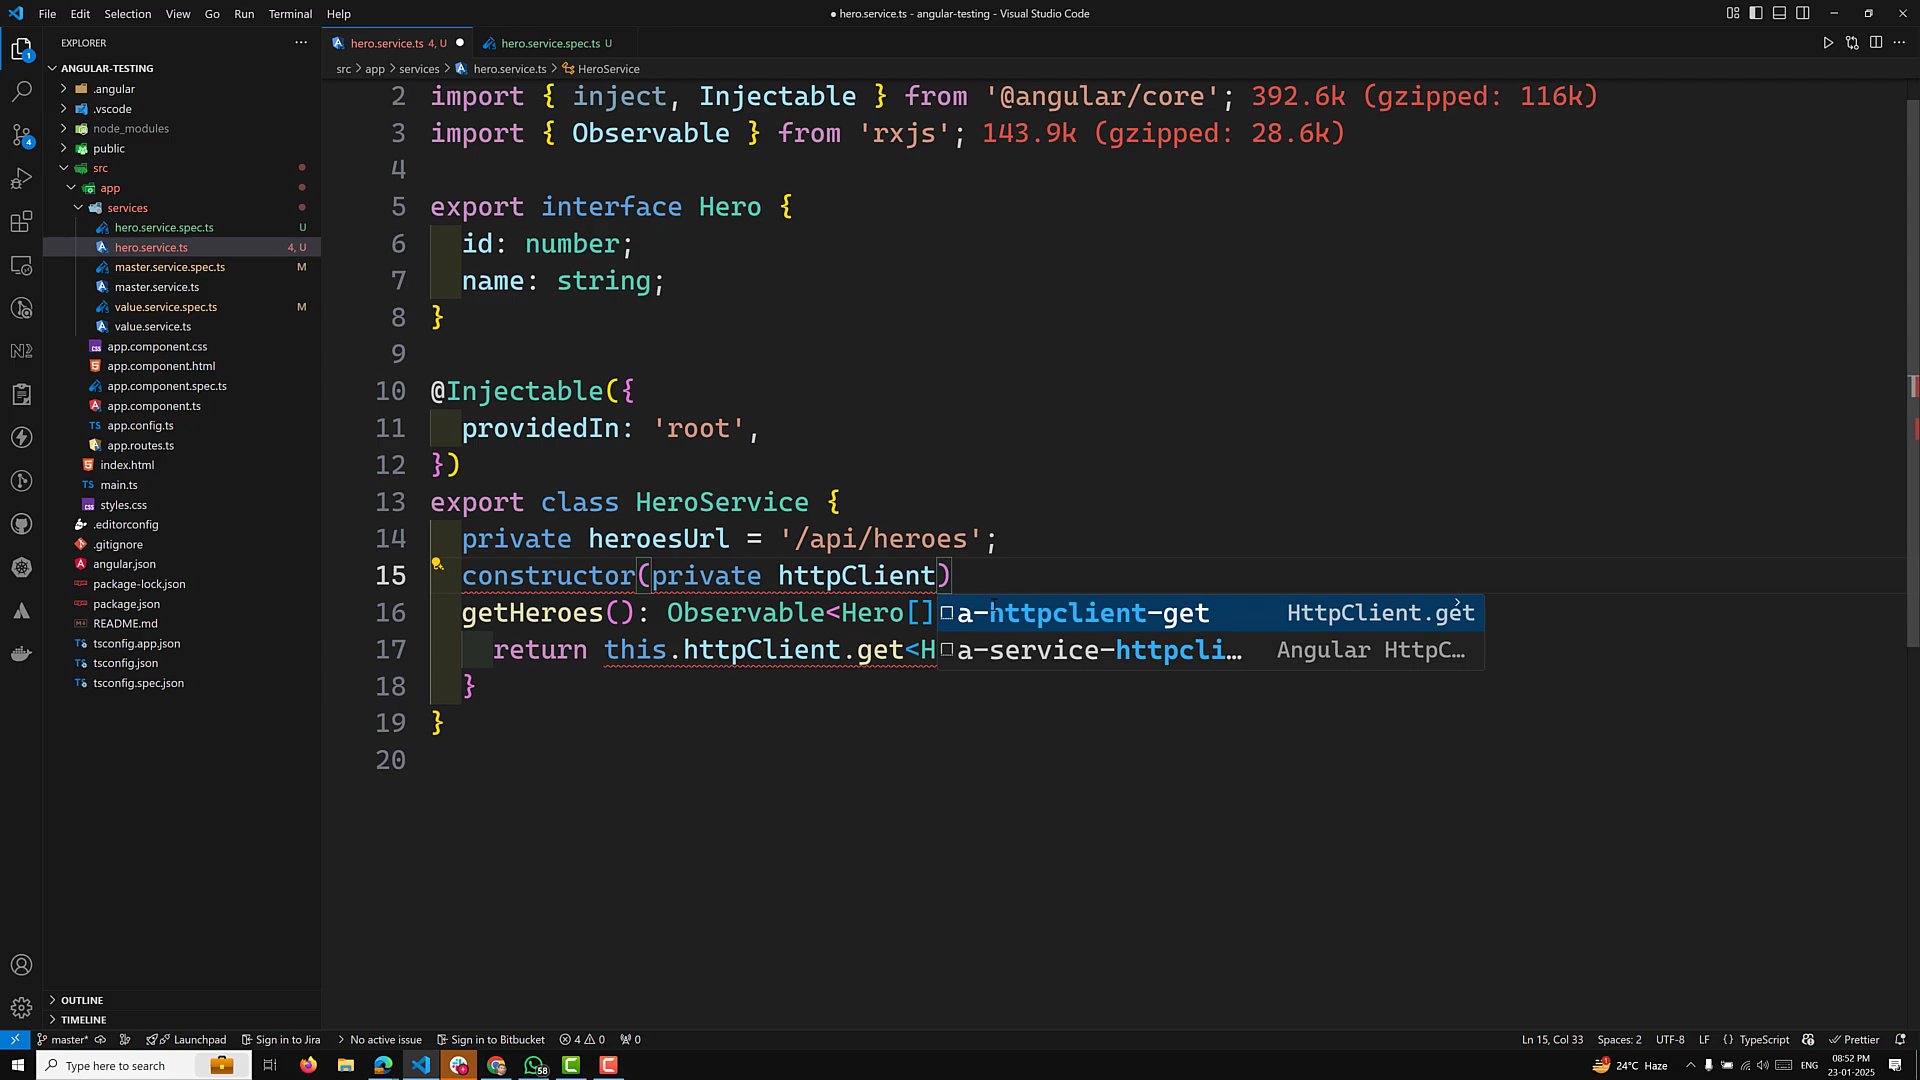 File Edit Selection View Go Run Terminal Help
● hero.service.ts - angular-testing - Visual Studio Code
EXPLORER
ANGULAR-TESTING
.angular
.vscode
node_modules
public
src
app
services
hero.service.spec.ts U
hero.service.ts 4, U
master.service.spec.ts M
master.service.ts
value.service.spec.ts M
value.service.ts
app.component.css
app.component.html
app.component.spec.ts
app.component.ts
app.config.ts
app.routes.ts
index.html
main.ts
styles.css
.editorconfig
.gitignore
angular.json
package-lock.json
package.json
README.md
tsconfig.app.json
tsconfig.json
tsconfig.spec.json
OUTLINE
TIMELINE
hero.service.ts 4, U ●
hero.service.spec.ts U
src > app > services > hero.service.ts > HeroService
2 import { inject, Injectable } from '@angular/core'; 392.6k (gzipped: 116k)
3 import { Observable } from 'rxjs'; 143.9k (gzipped: 28.6k)
4
5 export interface Hero {
6 id: number;
7 name: string;
8 }
9
10 @Injectable({
11 providedIn: 'root',
12 })
13 export class HeroService {
14 private heroesUrl = '/api/heroes';
15 constructor(private httpClient)
16 getHeroes(): Observable<Hero[]
17 return this.httpClient.get<H
18 }
19 }
20
a-httpclient-get HttpClient.get
a-service-httpcli… Angular HttpC…
master* Launchpad Sign in to Jira No active issue Sign in to Bitbucket 4 0 0
Ln 15, Col 33 Spaces: 2 UTF-8 LF {} TypeScript Prettier
Type here to search
58
24°C Haze
ENG
08:52 PM
23-01-2025